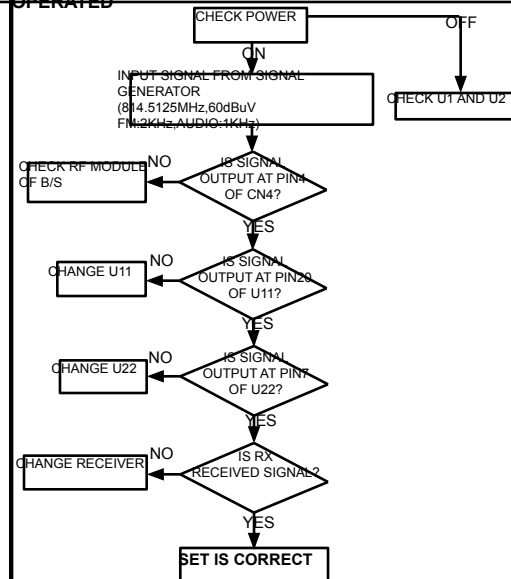 OPERATED
CHECK POWER
OFF
ON
INPUT SIGNAL FROM SIGNAL
GENERATOR
(814.5125MHz,60dBuV
FM:2KHz,AUDIO:1KHz)
CHECK U1 AND U2
IS SIGNAL
OUTPUT AT PIN4
OF CN4?
NO
CHECK RF MODULE
OF B/S
YES
IS SIGNAL
OUTPUT AT PIN20
OF U11?
NO
CHANGE U11
YES
IS SIGNAL
OUTPUT AT PIN7
OF U22?
NO
CHANGE U22
YES
IS RX
RECEIVED SIGNAL?
NO
CHANGE RECEIVER
YES
SET IS CORRECT